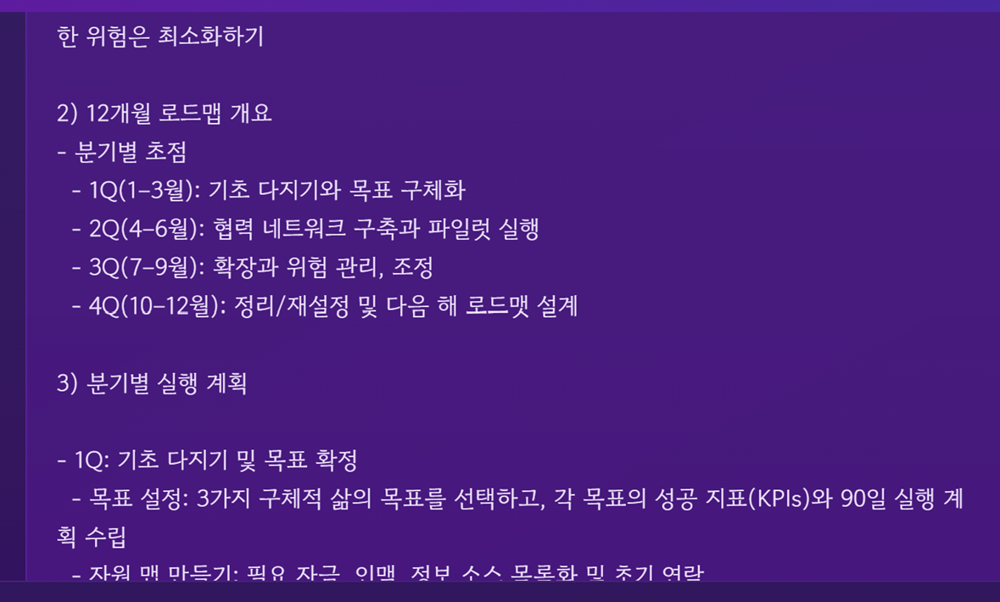 한 위험은 최소화하기
2) 12개월 로드맵 개요
- 분기별 초점
- 1Q(1–3월): 기초 다지기와 목표 구체화
- 2Q(4–6월): 협력 네트워크 구축과 파일럿 실행
- 3Q(7–9월): 확장과 위험 관리, 조정
- 4Q(10–12월): 정리/재설정 및 다음 해 로드맷 설계
3) 분기별 실행 계획
- 1Q: 기초 다지기 및 목표 확정
- 목표 설정: 3가지 구체적 삶의 목표를 선택하고, 각 목표의 성공 지표(KPIs)와 90일 실행 계
획 수립
- 자원 맵 만들기: 필요 자금, 인맥, 정보 소스 목록화 및 초기 연락